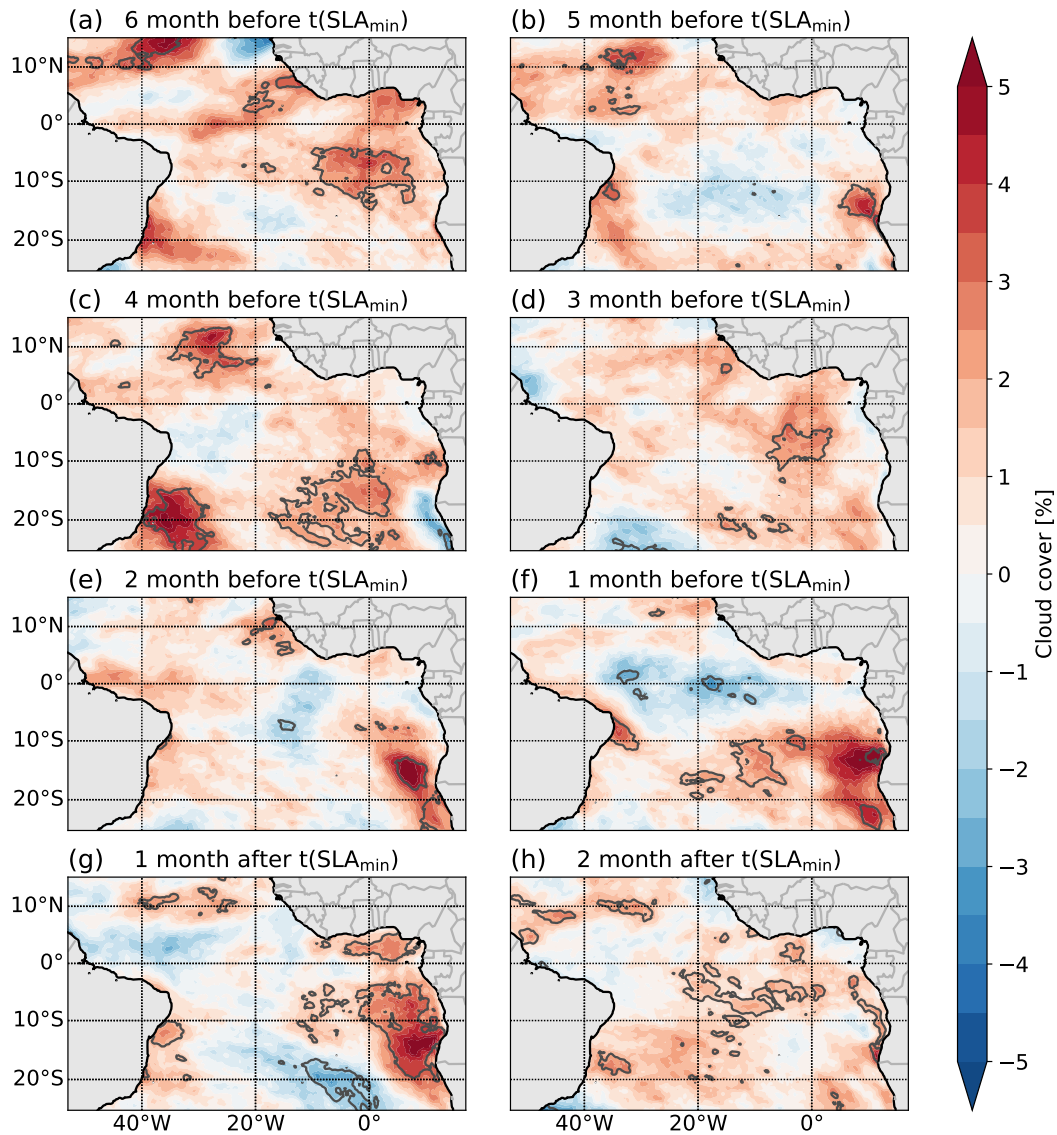 (a) 6 month before t(SLAmin)
(b) 5 month before t(SLAmin)
10°N
0°
10°S
20°S
(c) 4 month before t(SLAmin)
(d) 3 month before t(SLAmin)
10°N
0°
10°S
20°S
(e) 2 month before t(SLAmin)
(f) 1 month before t(SLAmin)
10°N
0°
10°S
20°S
(g) 1 month after t(SLAmin)
(h) 2 month after t(SLAmin)
10°N
0°
10°S
20°S
40°W 20°W 0°
40°W 20°W 0°
5
4
3
2
1
0
−1
−2
−3
−4
−5
Cloud cover [%]